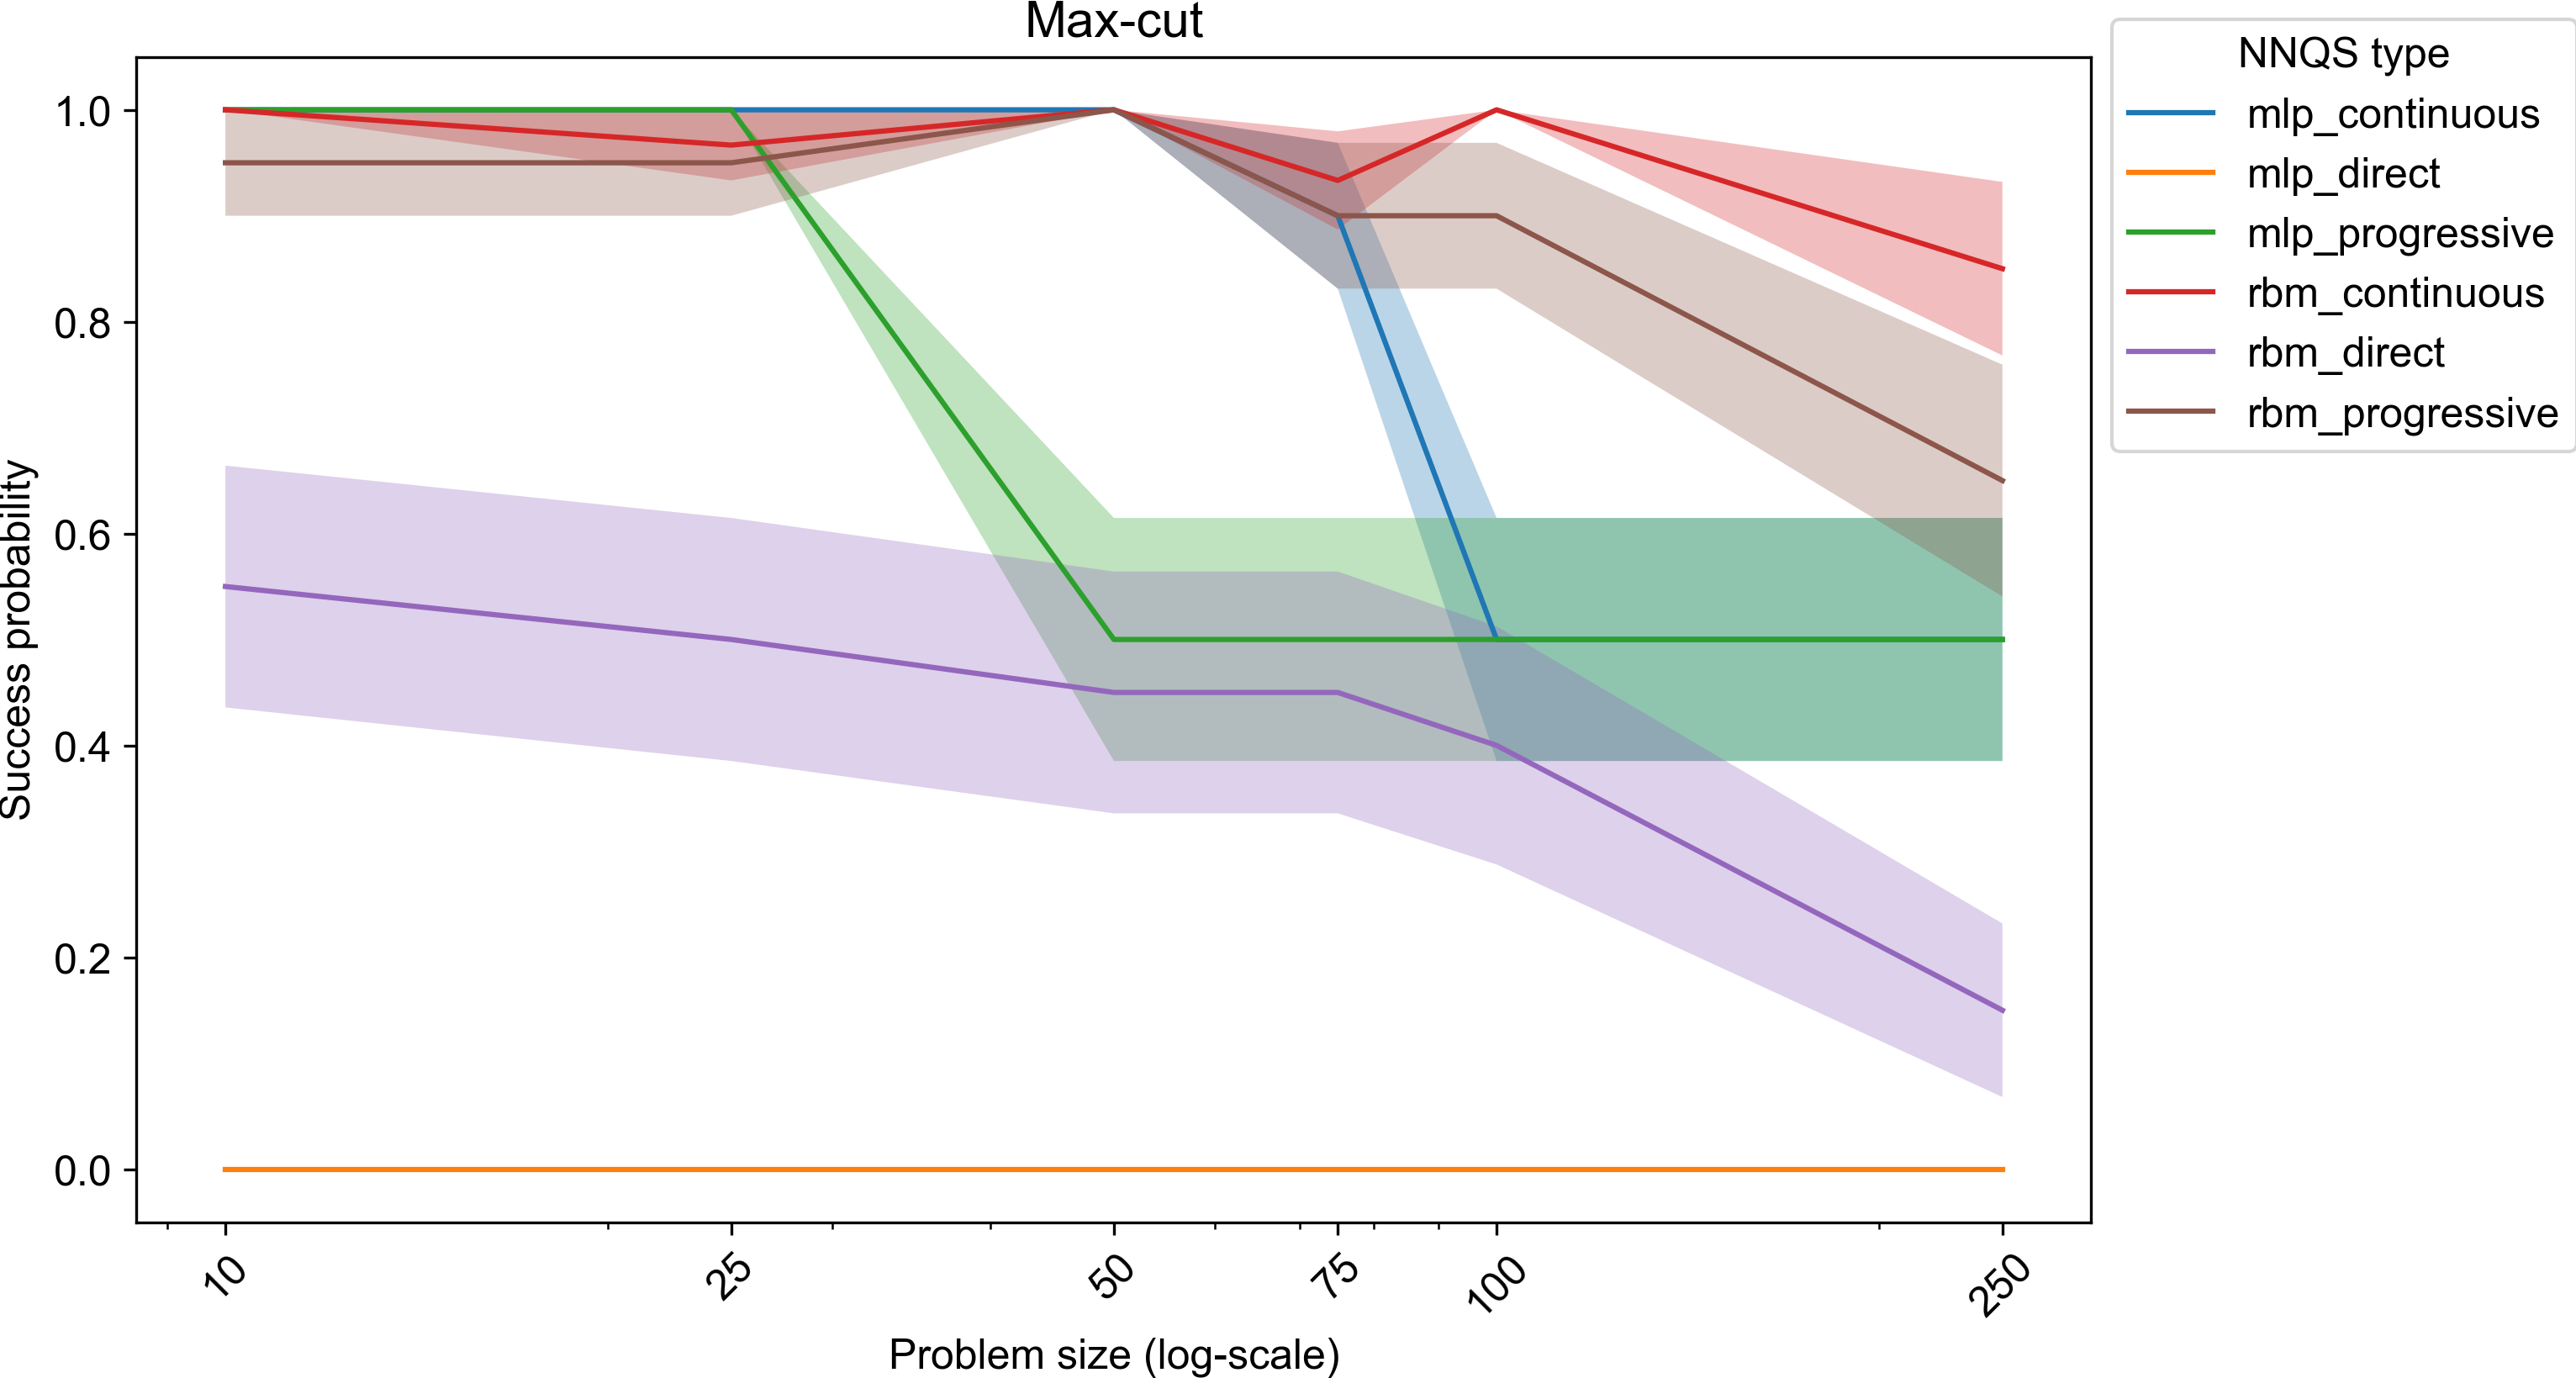 Max-cut
NNQS type
mlp_continuous
mlp_direct
mlp_progressive
rbm_continuous
rbm_direct
rbm_progressive
Success probability
1.0
0.8
0.6
0.4
0.2
0.0
10
25
50
75
100
250
Problem size (log-scale)